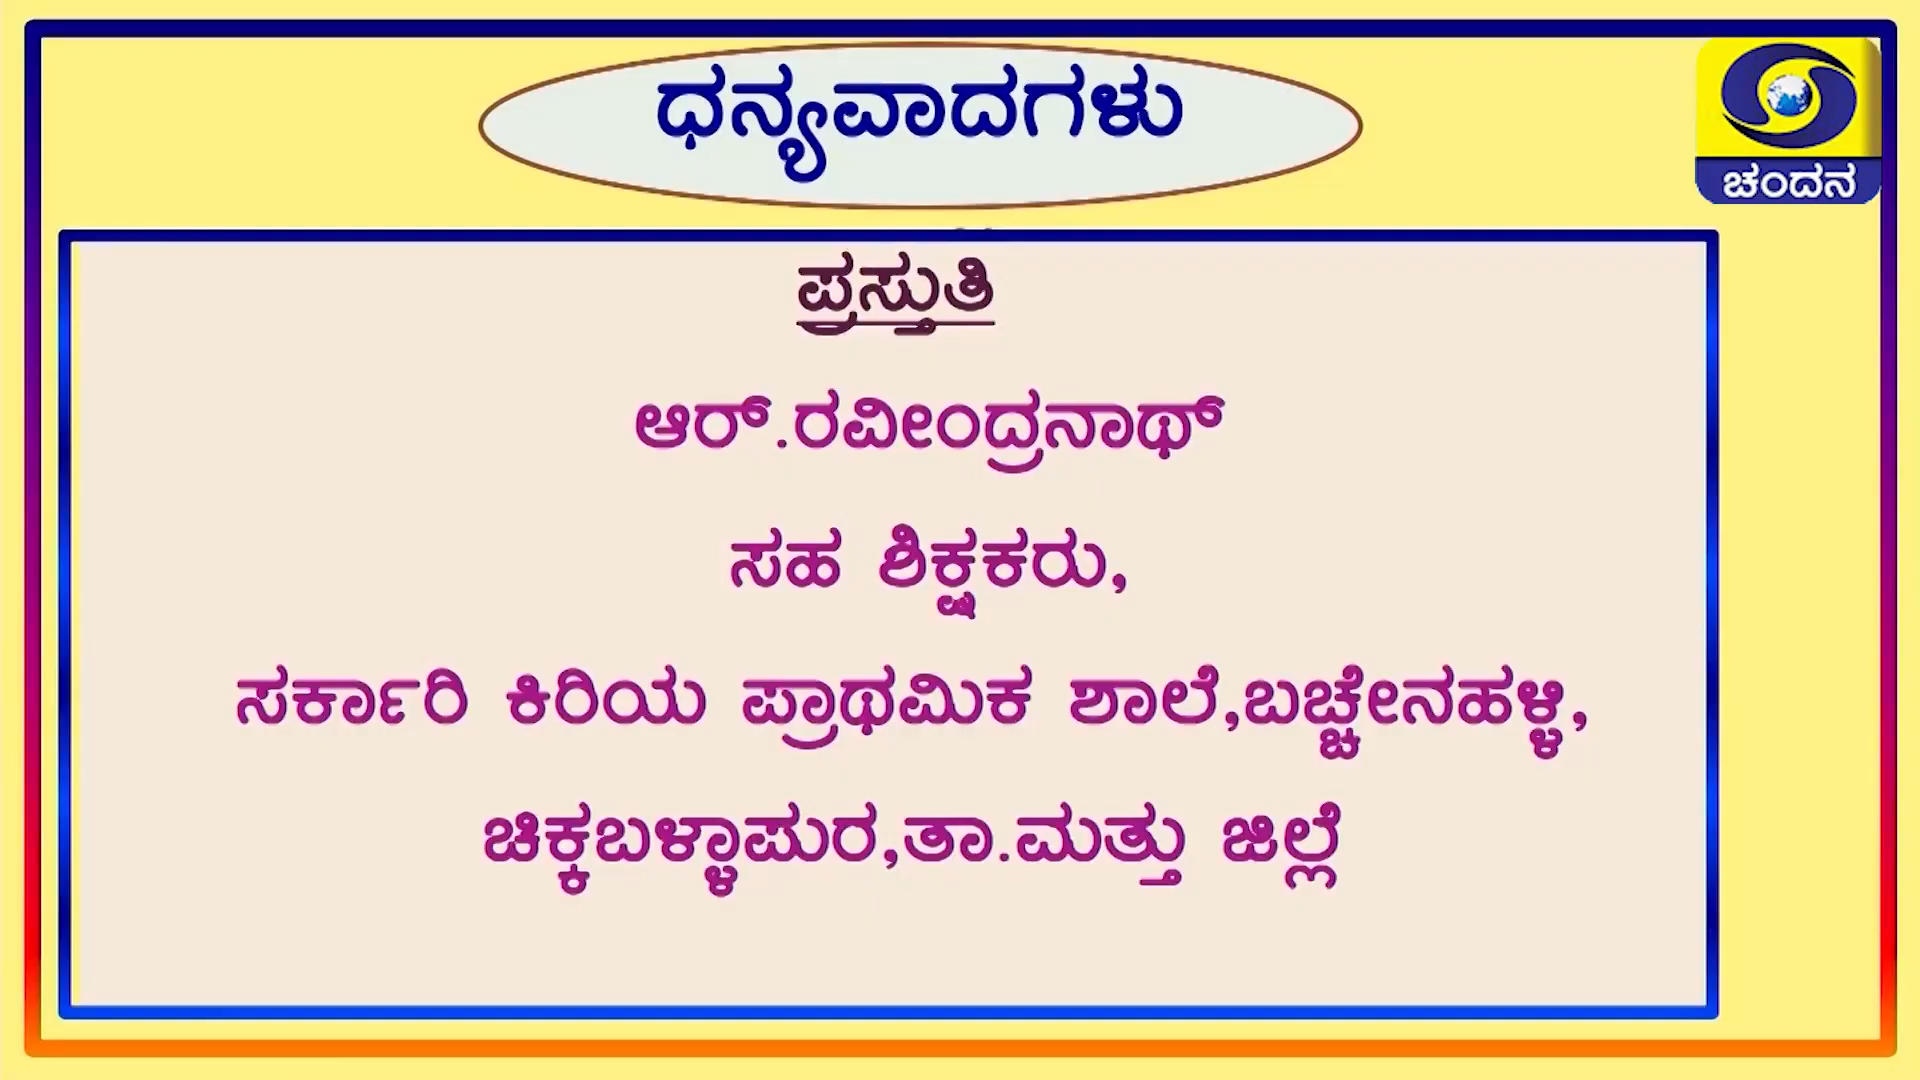 ಧನ್ಯವಾದಗಳು
ಚಂದನ
ಪ್ರಸ್ತುತಿ
ಆರ್.ರವೀಂದ್ರನಾಥ್
ಸಹ ಶಿಕ್ಷಕರು,
ಸರ್ಕಾರಿ ಕಿರಿಯ ಪ್ರಾಥಮಿಕ ಶಾಲೆ,ಬಚ್ಚೇನಹಳ್ಳಿ,
ಚಿಕ್ಕಬಳ್ಳಾಪುರ,ತಾ.ಮತ್ತು ಜಿಲ್ಲೆ